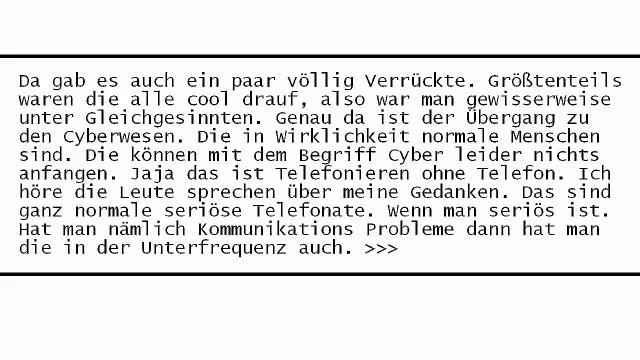 Da gab es auch ein paar völlig Verrückte. Größtenteils
waren die alle cool drauf, also war man gewisserweise
unter Gleichgesinnten. Genau da ist der Übergang zu
den Cyberwesen. Die in Wirklichkeit normale Menschen
sind. Die können mit dem Begriff Cyber leider nichts
anfangen. Jaja das ist Telefonieren ohne Telefon. Ich
höre die Leute sprechen über meine Gedanken. Das sind
ganz normale seriöse Telefonate. Wenn man seriös ist.
Hat man nämlich Kommunikations Probleme dann hat man
die in der Unterfrequenz auch. >>>